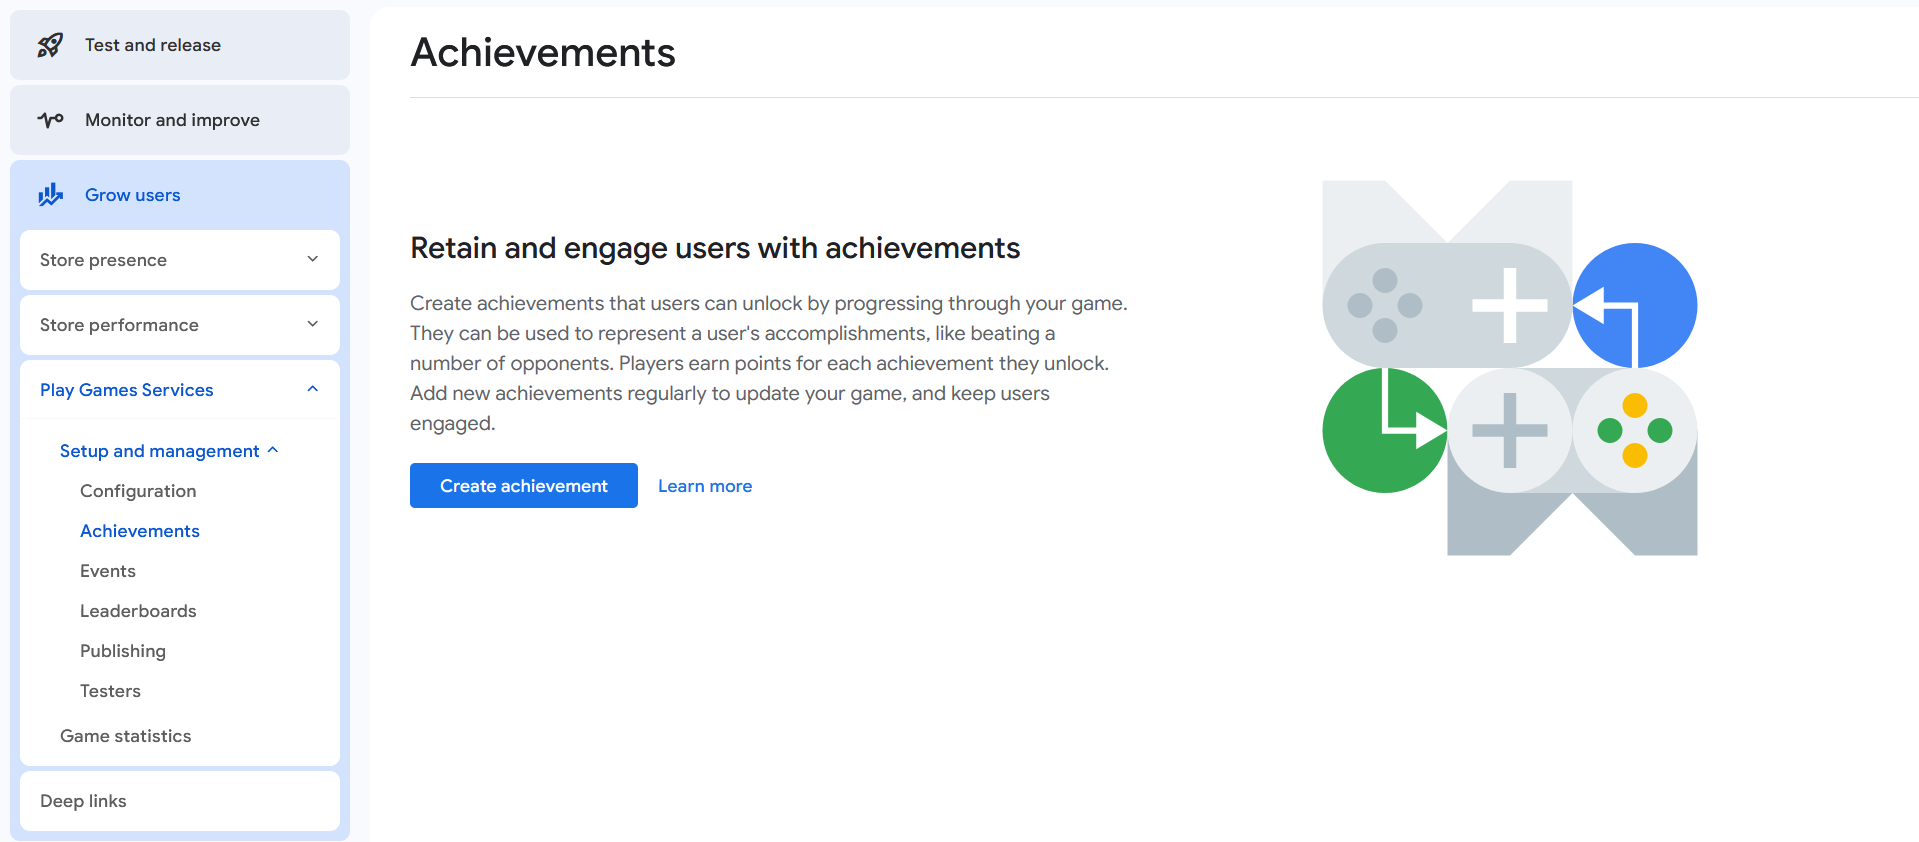 Test and release
Monitor and improve
Grow users
Store presence
Store performance
Play Games Services
Setup and management
Configuration
Achievements
Events
Leaderboards
Publishing
Testers
Game statistics
Deep links
Achievements
Retain and engage users with achievements
Create achievements that users can unlock by progressing through your game.
They can be used to represent a user's accomplishments, like beating a
number of opponents. Players earn points for each achievement they unlock.
Add new achievements regularly to update your game, and keep users
engaged.
Create achievement
Learn more